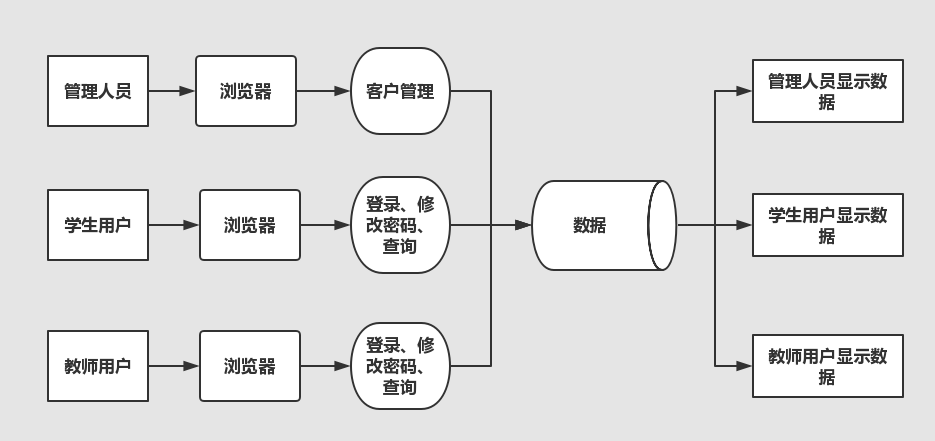 管理人员
浏览器
客户管理
管理人员显示数
据
学生用户
浏览器
登录、修
改密码、
查询
数据
学生用户显示数
据
教师用户
浏览器
登录、修
改密码、
查询
教师用户显示数
据